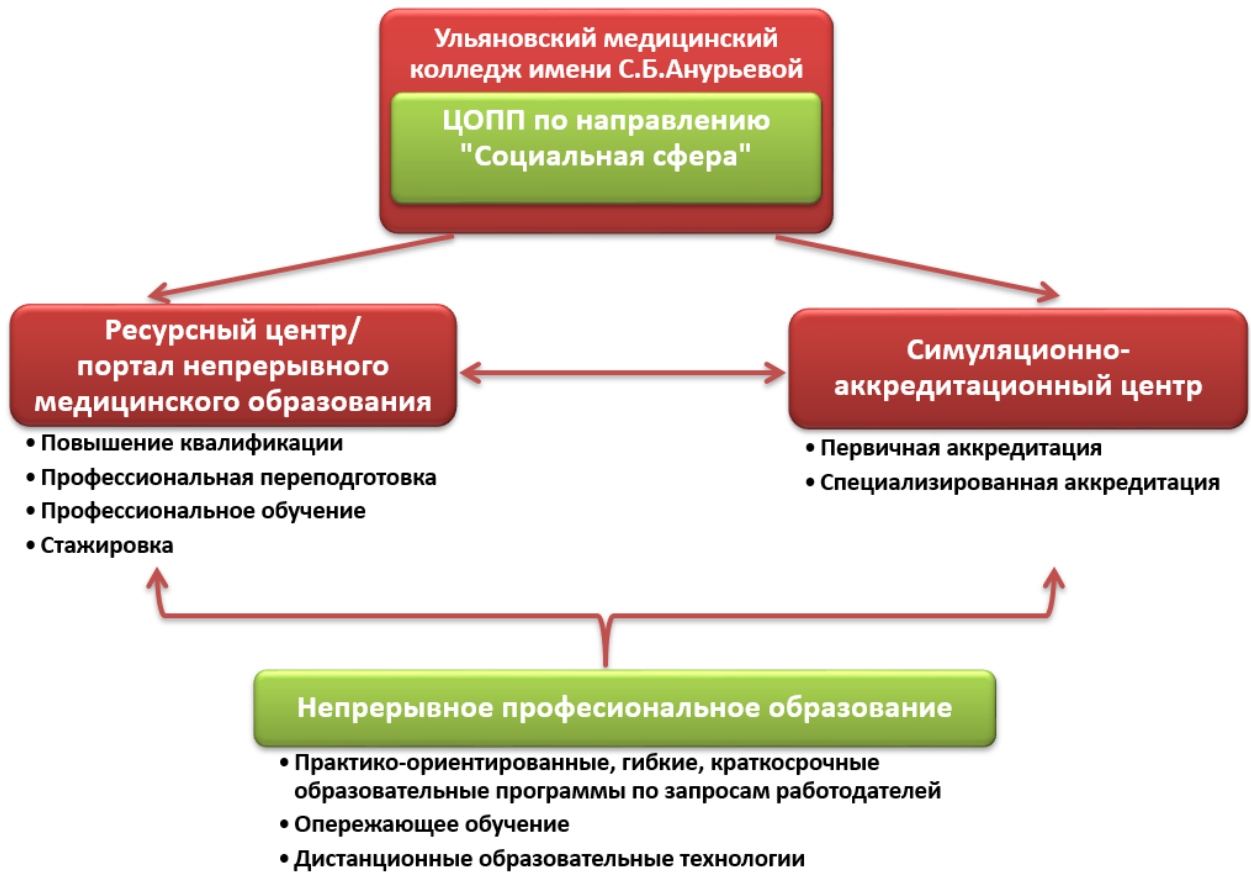 Ульяновский медицинский
колледж имени С.Б.Анурьевой
ЦОПП по направлению
"Социальная сфера"
Ресурсный центр/
портал непрерывного
медицинского образования
• Повышение квалификации
• Профессиональная переподготовка
• Профессиональное обучение
• Стажировка
Симуляционно-
аккредитационный центр
• Первичная аккредитация
• Специализированная аккредитация
Непрерывное професиональное образование
• Практико-ориентированные, гибкие, краткосрочные
образовательные программы по запросам работодателей
• Опережающее обучение
• Дистанционные образовательные технологии